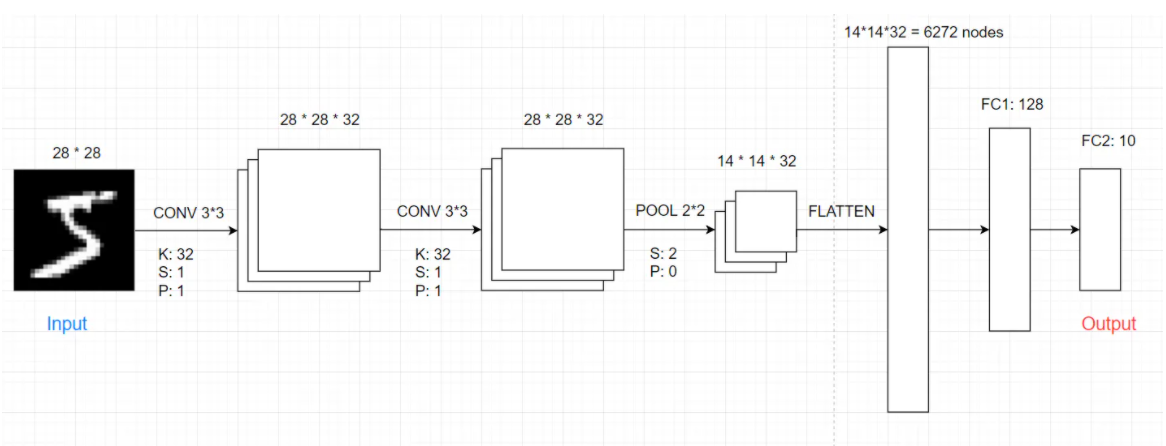 28 * 28
Input
CONV 3*3
K: 32
S: 1
P: 1
28 * 28 * 32
CONV 3*3
K: 32
S: 1
P: 1
28 * 28 * 32
POOL 2*2
S: 2
P: 0
14 * 14 * 32
FLATTEN
14*14*32 = 6272 nodes
FC1: 128
FC2: 10
Output